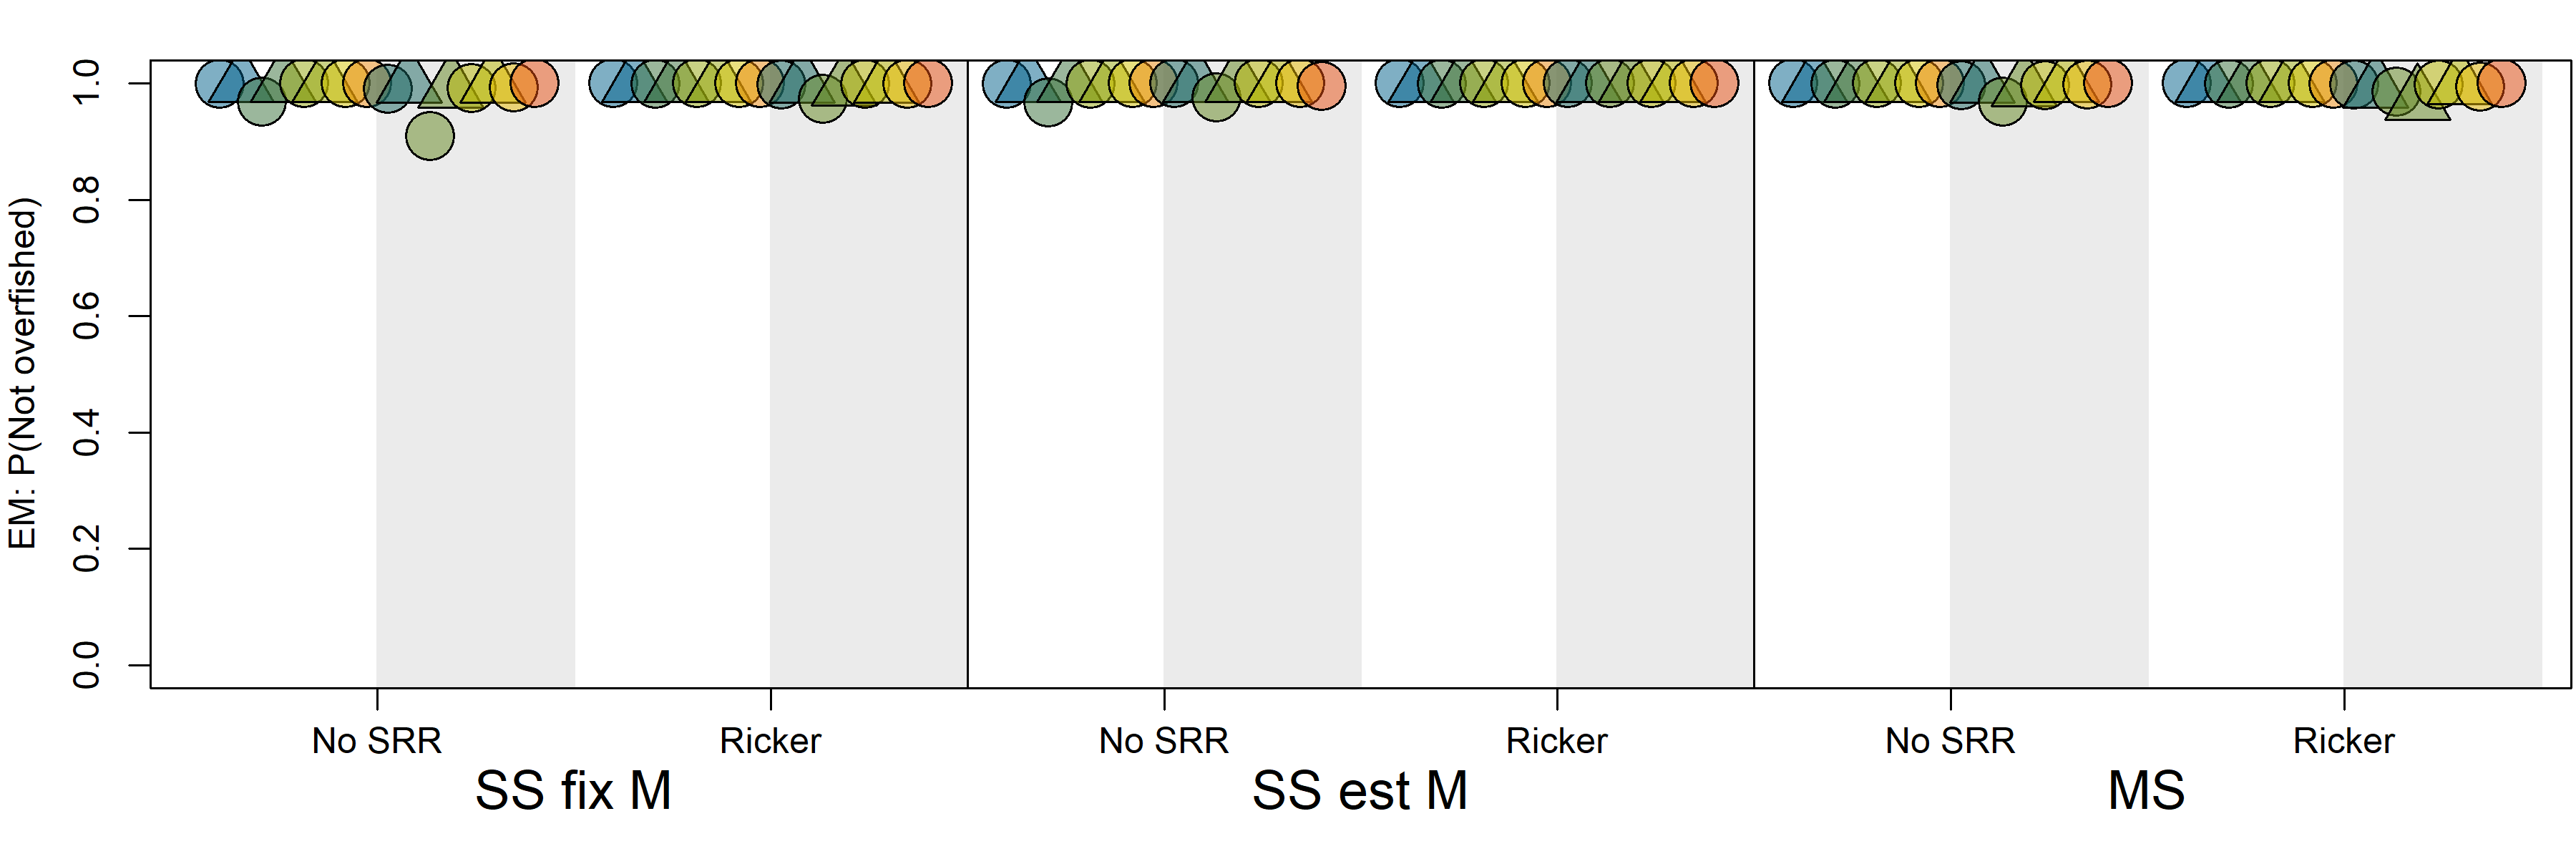 EM: P(Not overfished)
1.0
0.8
0.6
0.4
0.2
0.0
No SRR Ricker No SRR Ricker No SRR Ricker
SS fix M SS est M MS